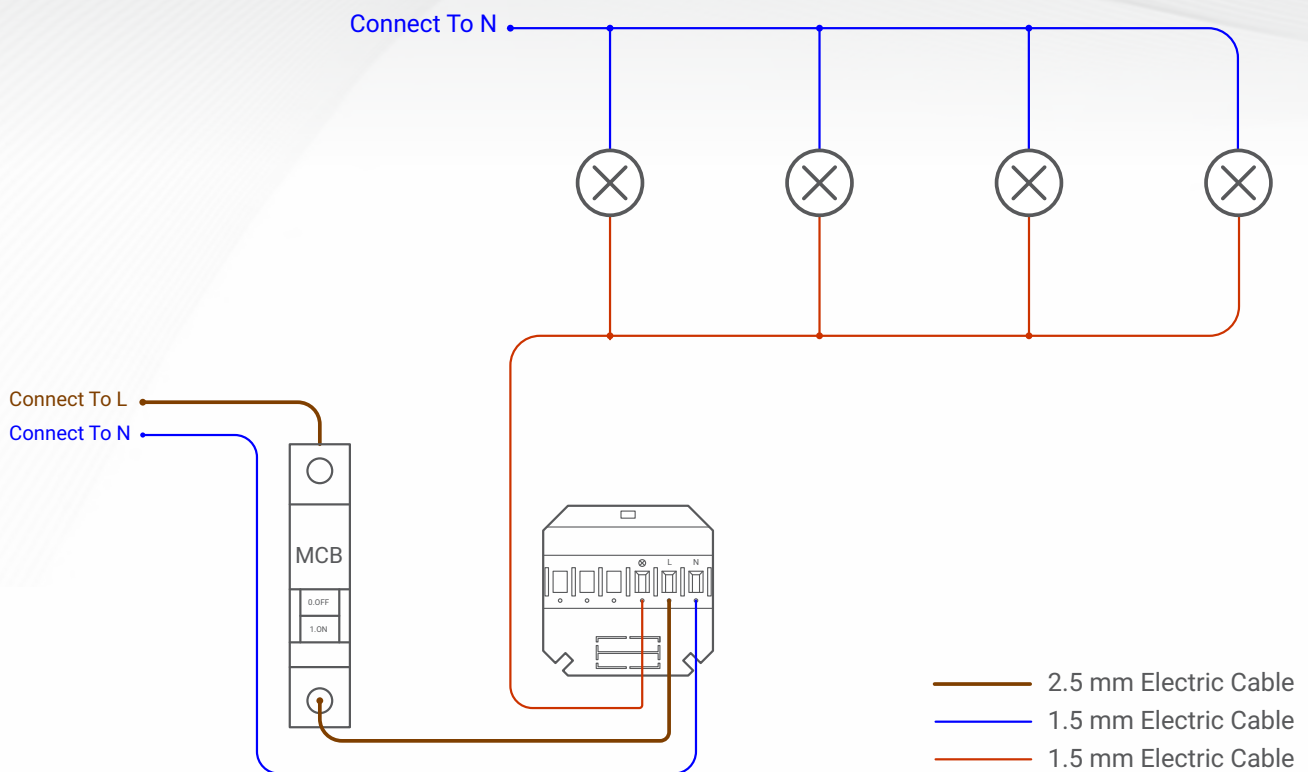 Connect To N
Connect To L
Connect To N
MCB
0.OFF
1.ON
L N
2.5 mm Electric Cable
1.5 mm Electric Cable
1.5 mm Electric Cable